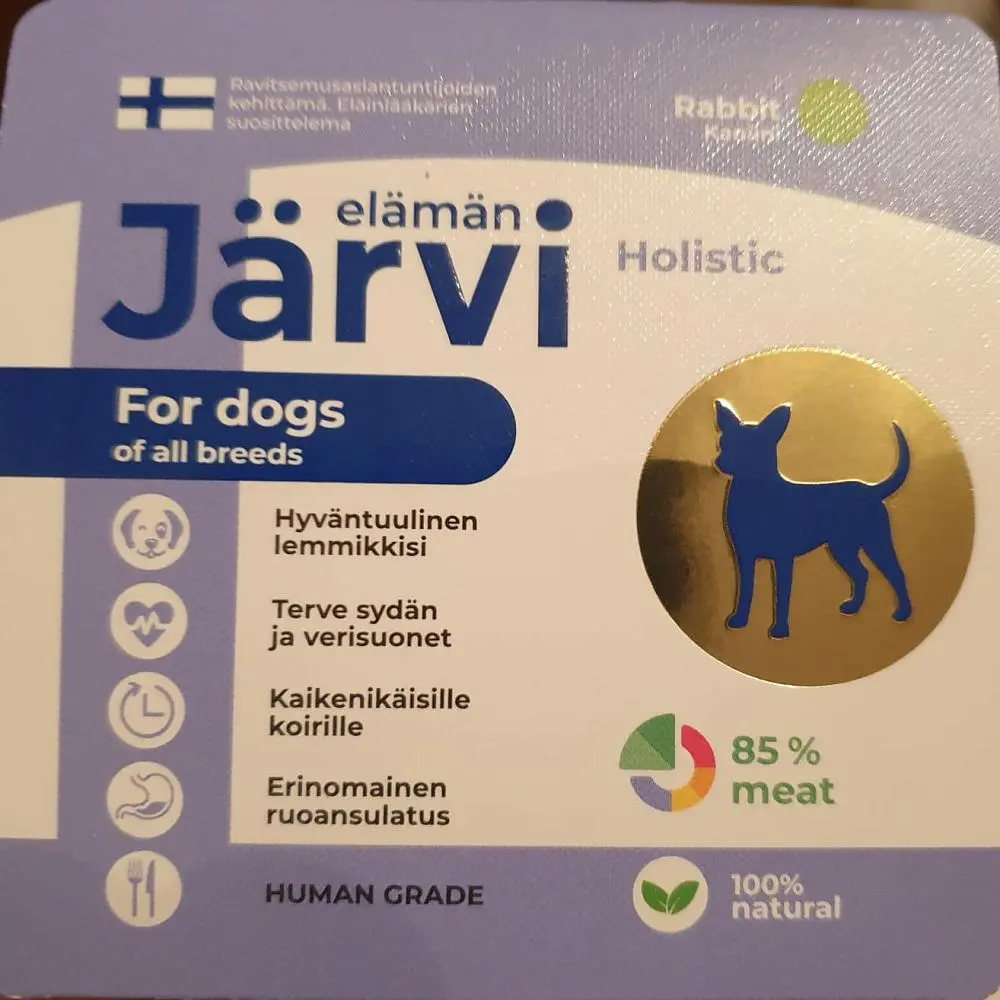 Ravitsemusasiantuntijoiden
kehittämä. Eläinlääkärien
suosittelema
Rabbit
Kaniini
elämän
Järvi
Holistic
For dogs
of all breeds
Hyväntuulinen
lemmikkisi
Terve sydän
ja verisuonet
Kaikenikäisille
koirille
Erinomainen
ruoansulatus
85 %
meat
HUMAN GRADE
100%
natural